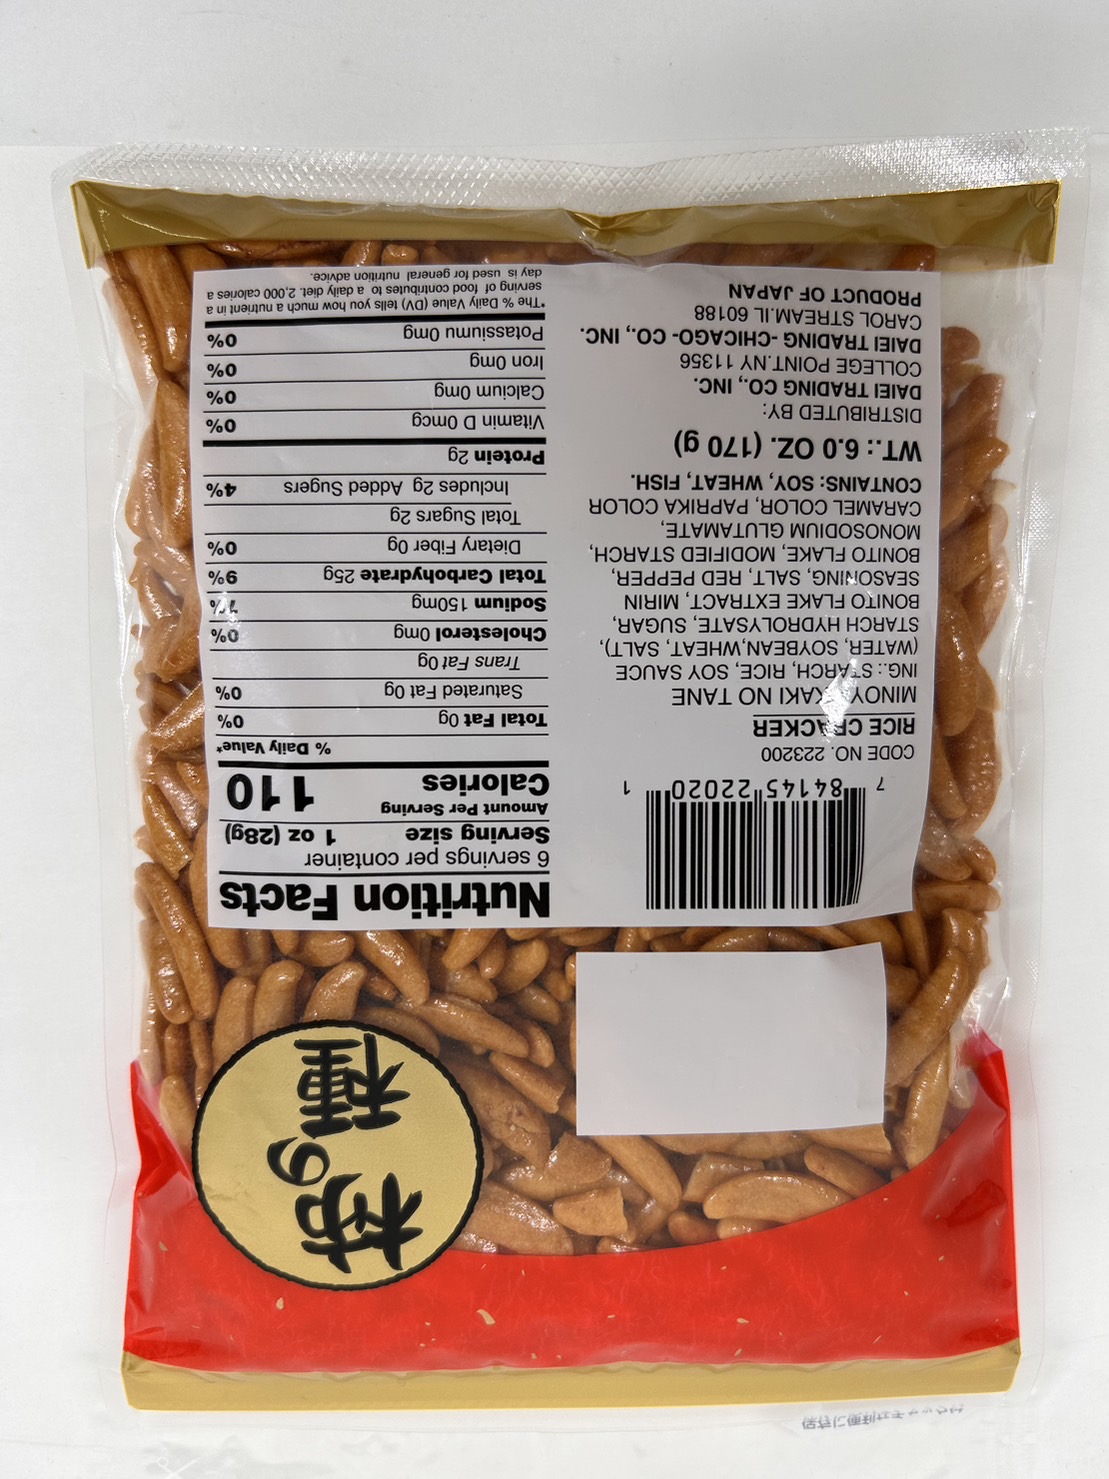 柿の種
CODE NO. 223200
RICE CRACKER
MINOYA KAKI NO TANE
ING.: STARCH, RICE, SOY SAUCE
(WATER, SOYBEAN,WHEAT, SALT),
STARCH HYDROLYSATE, SUGAR,
BONITO FLAKE EXTRACT, MIRIN
SEASONING, SALT, RED PEPPER,
BONITO FLAKE, MODIFIED STARCH,
MONOSODIUM GLUTAMATE,
CARAMEL COLOR, PAPRIKA COLOR
CONTAINS: SOY, WHEAT, FISH.
WT.: 6.0 OZ. (170 g)
DISTRIBUTED BY:
DAIEI TRADING CO., INC.
COLLEGE POINT.NY 11356
DAIEI TRADING -CHICAGO- CO., INC.
CAROL STREAM.IL 60188
PRODUCT OF JAPAN
7 84145 22020 1
Nutrition Facts
6 servings per container
Serving size 1 oz (28g)
Amount Per Serving
Calories 110
% Daily Value*
Total Fat 0g 0%
Saturated Fat 0g 0%
Trans Fat 0g
Cholesterol 0mg 0%
Sodium 150mg 7%
Total Carbohydrate 25g 9%
Dietary Fiber 0g 0%
Total Sugars 2g
Includes 2g Added Sugars 4%
Protein 2g
Vitamin D 0mcg 0%
Calcium 0mg 0%
Iron 0mg 0%
Potassiumu 0mg 0%
*The % Daily Value (DV) tells you how much a nutrient in a
serving of food contributes to a daily diet. 2,000 calories a
day is used for general nutrition advice.